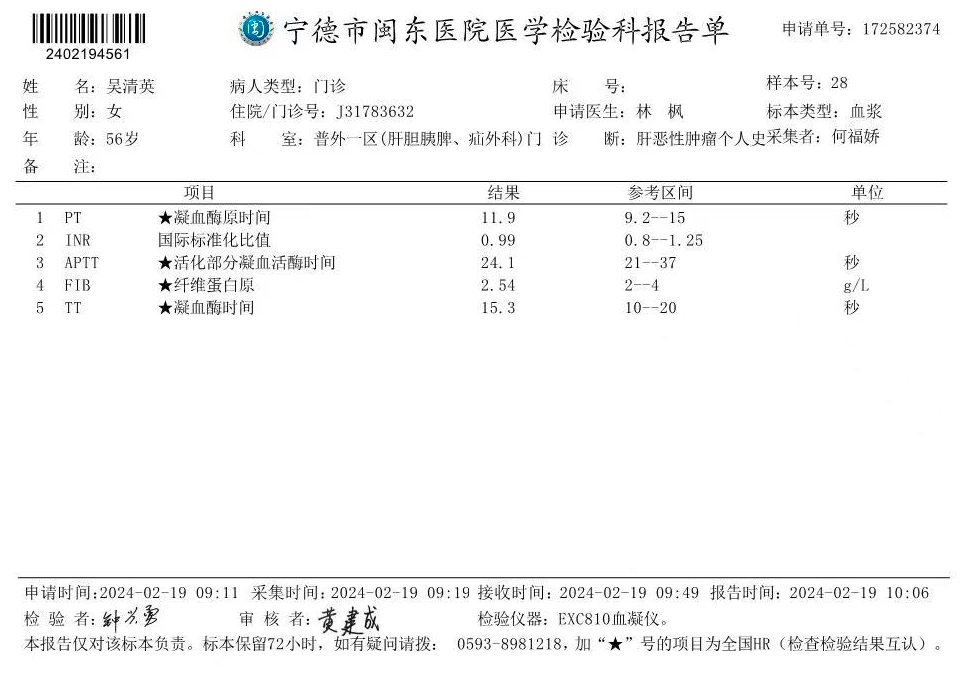 2402194561
宁德市闽东医院医学检验科报告单
申请单号：172582374
姓 名：吴清英 病人类型：门诊 床 号： 样本号：28
性 别：女 住院/门诊号：J31783632 申请医生：林 枫 标本类型：血浆
年 龄：56岁 科 室：普外一区(肝胆胰脾、疝外科)门 诊 断：肝恶性肿瘤个人史采集者：何福娇
备 注：
项目 结果 参考区间 单位
1 PT ★凝血酶原时间 11.9 9.2--15 秒
2 INR 国际标准化比值 0.99 0.8--1.25
3 APTT ★活化部分凝血活酶时间 24.1 21--37 秒
4 FIB ★纤维蛋白原 2.54 2--4 g/L
5 TT ★凝血酶时间 15.3 10--20 秒
申请时间:2024-02-19 09:11 采集时间：2024-02-19 09:19 接收时间：2024-02-19 09:49 报告时间：2024-02-19 10:06
检 验 者： 审 核 者：黄建成 检验仪器：EXC810血凝仪。
本报告仅对该标本负责。标本保留72小时，如有疑问请拨： 0593-8981218，加“★”号的项目为全国HR（检查检验结果互认）。